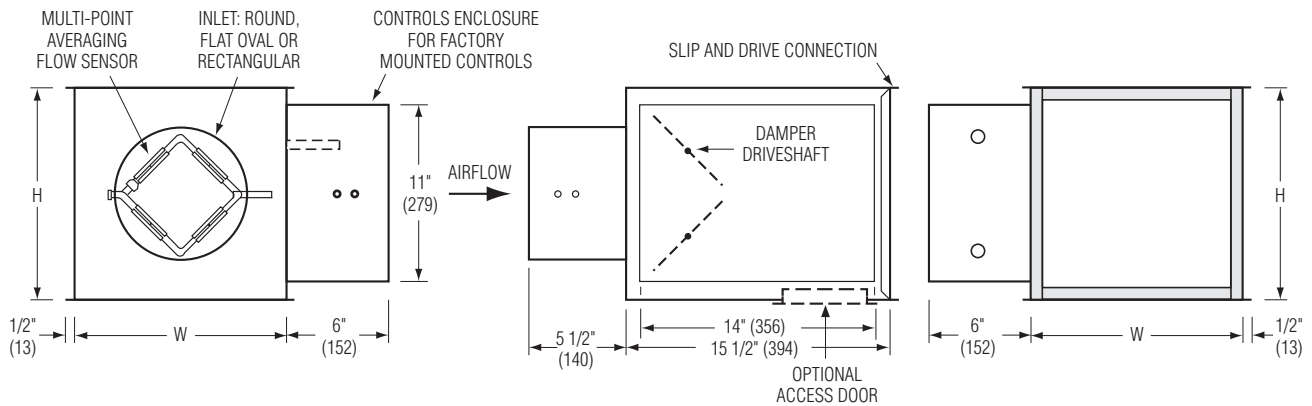 MULTI-POINT
AVERAGING
FLOW SENSOR
INLET: ROUND,
FLAT OVAL OR
RECTANGULAR
CONTROLS ENCLOSURE
FOR FACTORY
MOUNTED CONTROLS
SLIP AND DRIVE CONNECTION
H
11"
(279)
AIRFLOW
DAMPER
DRIVESHAFT
H
1/2"
(13)
W
6"
(152)
5 1/2"
(140)
14" (356)
15 1/2" (394)
OPTIONAL
ACCESS DOOR
6"
(152)
W
1/2"
(13)